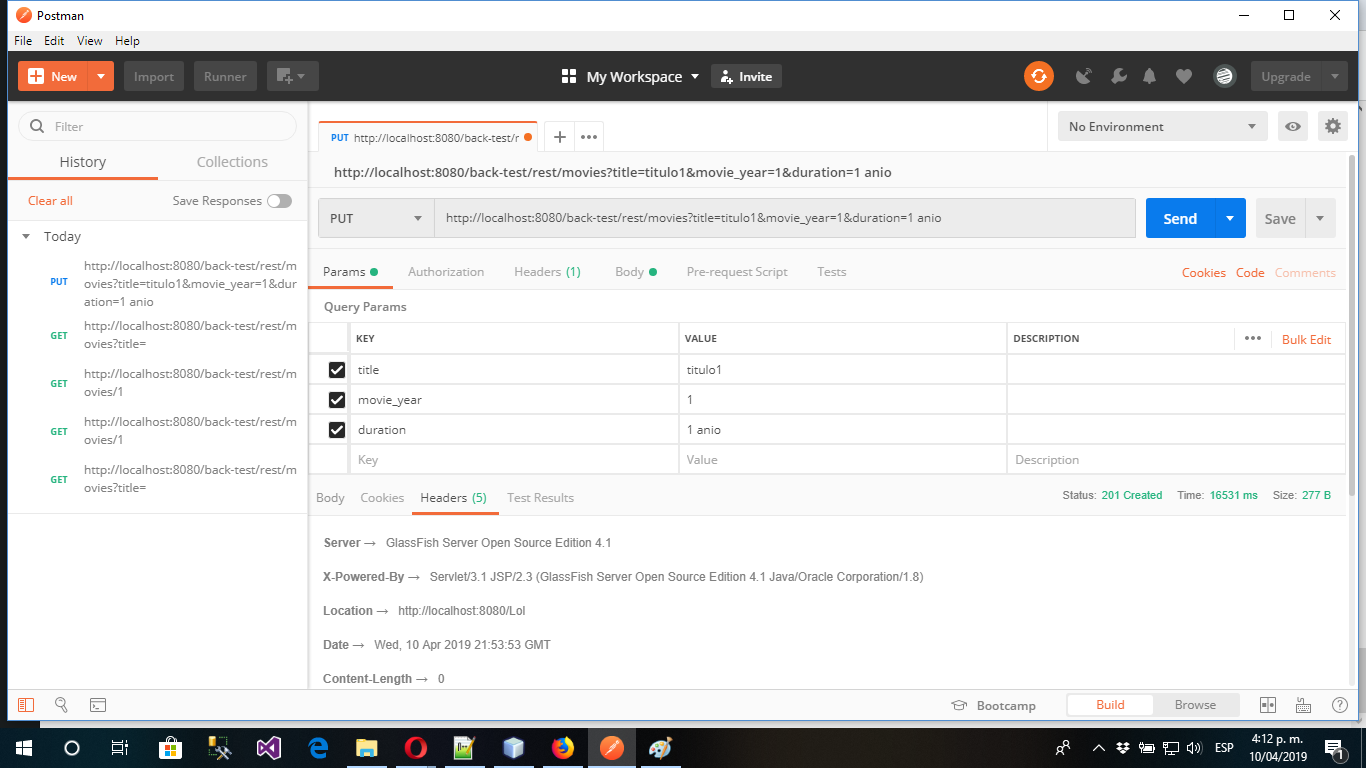 Postman
File Edit View Help
New Import Runner My Workspace Invite Upgrade
Filter
History Collections
Clear all Save Responses
Today
PUT http://localhost:8080/back-test/rest/m
ovies?title=titulo1&movie_year=1&du
ration=1 anio
GET http://localhost:8080/back-test/rest/m
ovies?title=
GET http://localhost:8080/back-test/rest/m
ovies/1
GET http://localhost:8080/back-test/rest/m
ovies/1
GET http://localhost:8080/back-test/rest/m
ovies?title=
PUT http://localhost:8080/back-test/r
No Environment
http://localhost:8080/back-test/rest/movies?title=titulo1&movie_year=1&duration=1 anio
PUT http://localhost:8080/back-test/rest/movies?title=titulo1&movie_year=1&duration=1 anio Send Save
Params Authorization Headers (1) Body Pre-request Script Tests Cookies Code Comments
Query Params
KEY VALUE DESCRIPTION ••• Bulk Edit
title titulo1
movie_year 1
duration 1 anio
Key Value Description
Body Cookies Headers (5) Test Results Status: 201 Created Time: 16531 ms Size: 277 B
Server → GlassFish Server Open Source Edition 4.1
X-Powered-By → Servlet/3.1 JSP/2.3 (GlassFish Server Open Source Edition 4.1 Java/Oracle Corporation/1.8)
Location → http://localhost:8080/Lol
Date → Wed, 10 Apr 2019 21:53:53 GMT
Content-Length → 0
Bootcamp Build Browse
ESP 4:12 p. m.
10/04/2019 1